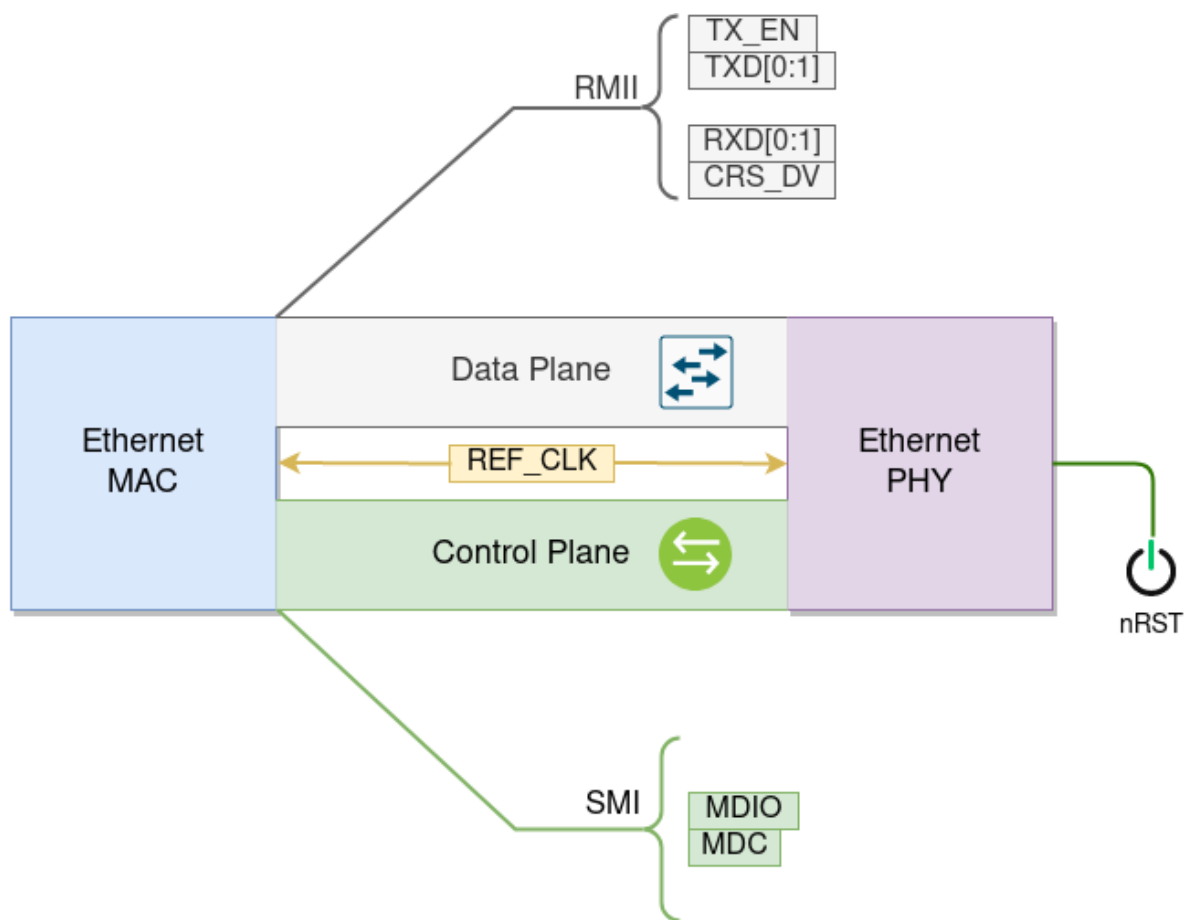 TX_EN
TXD[0:1]
RMII
RXD[0:1]
CRS_DV
Data Plane
Ethernet
MAC
REF_CLK
Ethernet
PHY
Control Plane
nRST
SMI
MDIO
MDC